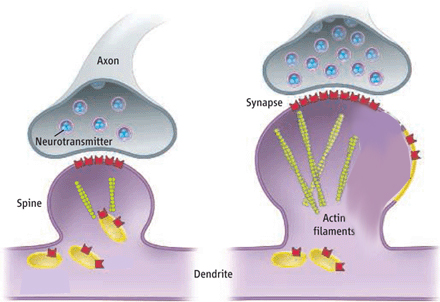 Axon
Synapse
Neurotransmitter
Spine
Actin
filaments
Dendrite